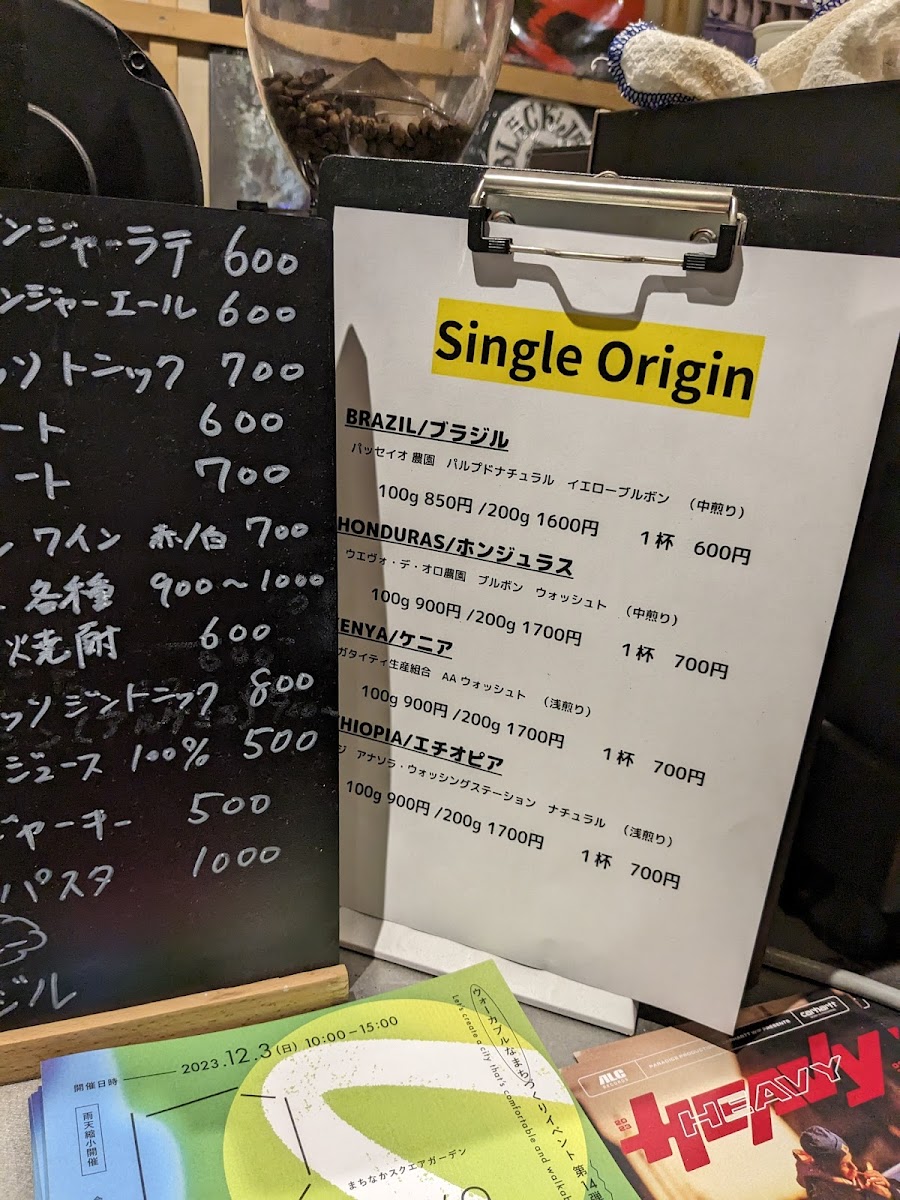 ンジャーラテ 600
ンジャーエール 600
ッソトニック 700
ート 600
ート 700
ン ワイン 赤/白 700
各種 900〜1000
焼酎 600
ッソジントニック 800
ジュース 100% 500
ジャーキー 500
パスタ 1000
ジル
Single Origin
BRAZIL/ブラジル
パッセイオ 農園 パルプドナチュラル イエローブルボン (中煎り)
100g 850円 /200g 1600円 1杯 600円
HONDURAS/ホンジュラス
ウエヴォ・デ・オロ農園 ブルボン ウォッシュト (中煎り)
100g 900円 /200g 1700円 1杯 700円
ENYA/ケニア
ガタイティ生産組合 AA ウォッシュト (浅煎り)
100g 900円 /200g 1700円 1杯 700円
HIOPIA/エチオピア
ジ アナソラ・ウォッシングステーション ナチュラル (浅煎り)
100g 900円 /200g 1700円 1杯 700円
開催日時 2023.12.3(日) 10:00-15:00
雨天縮小開催
ウォーカブルなまちづくりイベント 第14弾
Let's create a city that's comfortable and walka
まちなかスクエアガーデン
ALC
carhartt
HEAVY